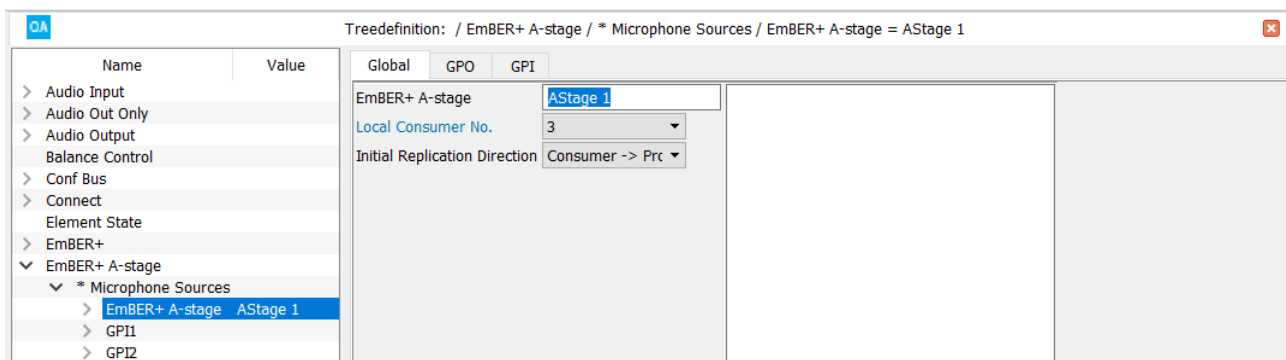 OA
Treedefinition: / EmBER+ A-stage / * Microphone Sources / EmBER+ A-stage = AStage 1
Name Value
Audio Input
Audio Out Only
Audio Output
Balance Control
Conf Bus
Connect
Element State
EmBER+
EmBER+ A-stage
* Microphone Sources
EmBER+ A-stage AStage 1
GPI1
GPI2
Global GPO GPI
EmBER+ A-stage AStage 1
Local Consumer No. 3
Initial Replication Direction Consumer -> Prc